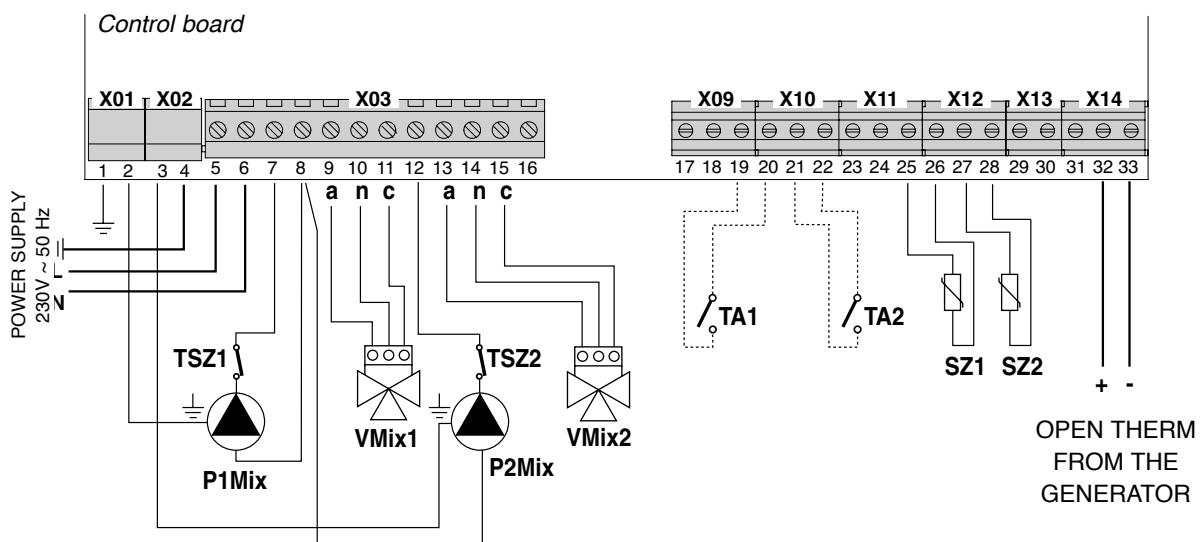 Control board
X01 X02 X03 X09 X10 X11 X12 X13 X14
1 2 3 4 5 6 7 8 9 10 11 12 13 14 15 16 17 18 19 20 21 22 23 24 25 26 27 28 29 30 31 32 33
a n c a n c
POWER SUPPLY
230V ~ 50 Hz
L
N
TSZ1
TSZ2
TA1
TA2
SZ1
SZ2
VMix1
VMix2
P1Mix
P2Mix
+ -
OPEN THERM
FROM THE
GENERATOR